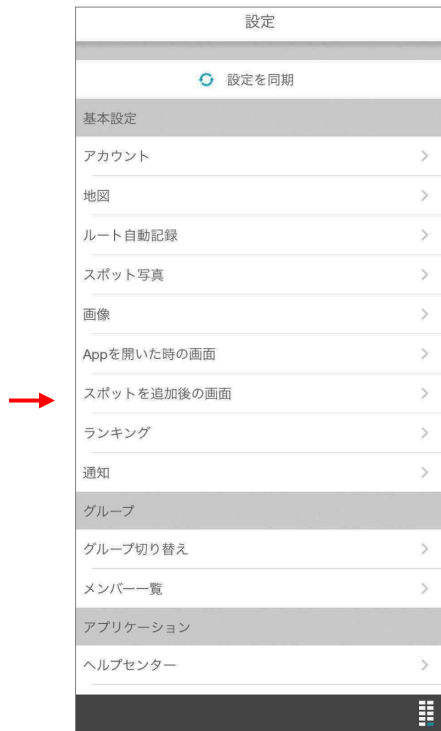 設定
設定を同期
基本設定
アカウント
地図
ルート自動記録
スポット写真
画像
Appを開いた時の画面
スポットを追加後の画面
ランキング
通知
グループ
グループ切り替え
メンバー一覧
アプリケーション
ヘルプセンター